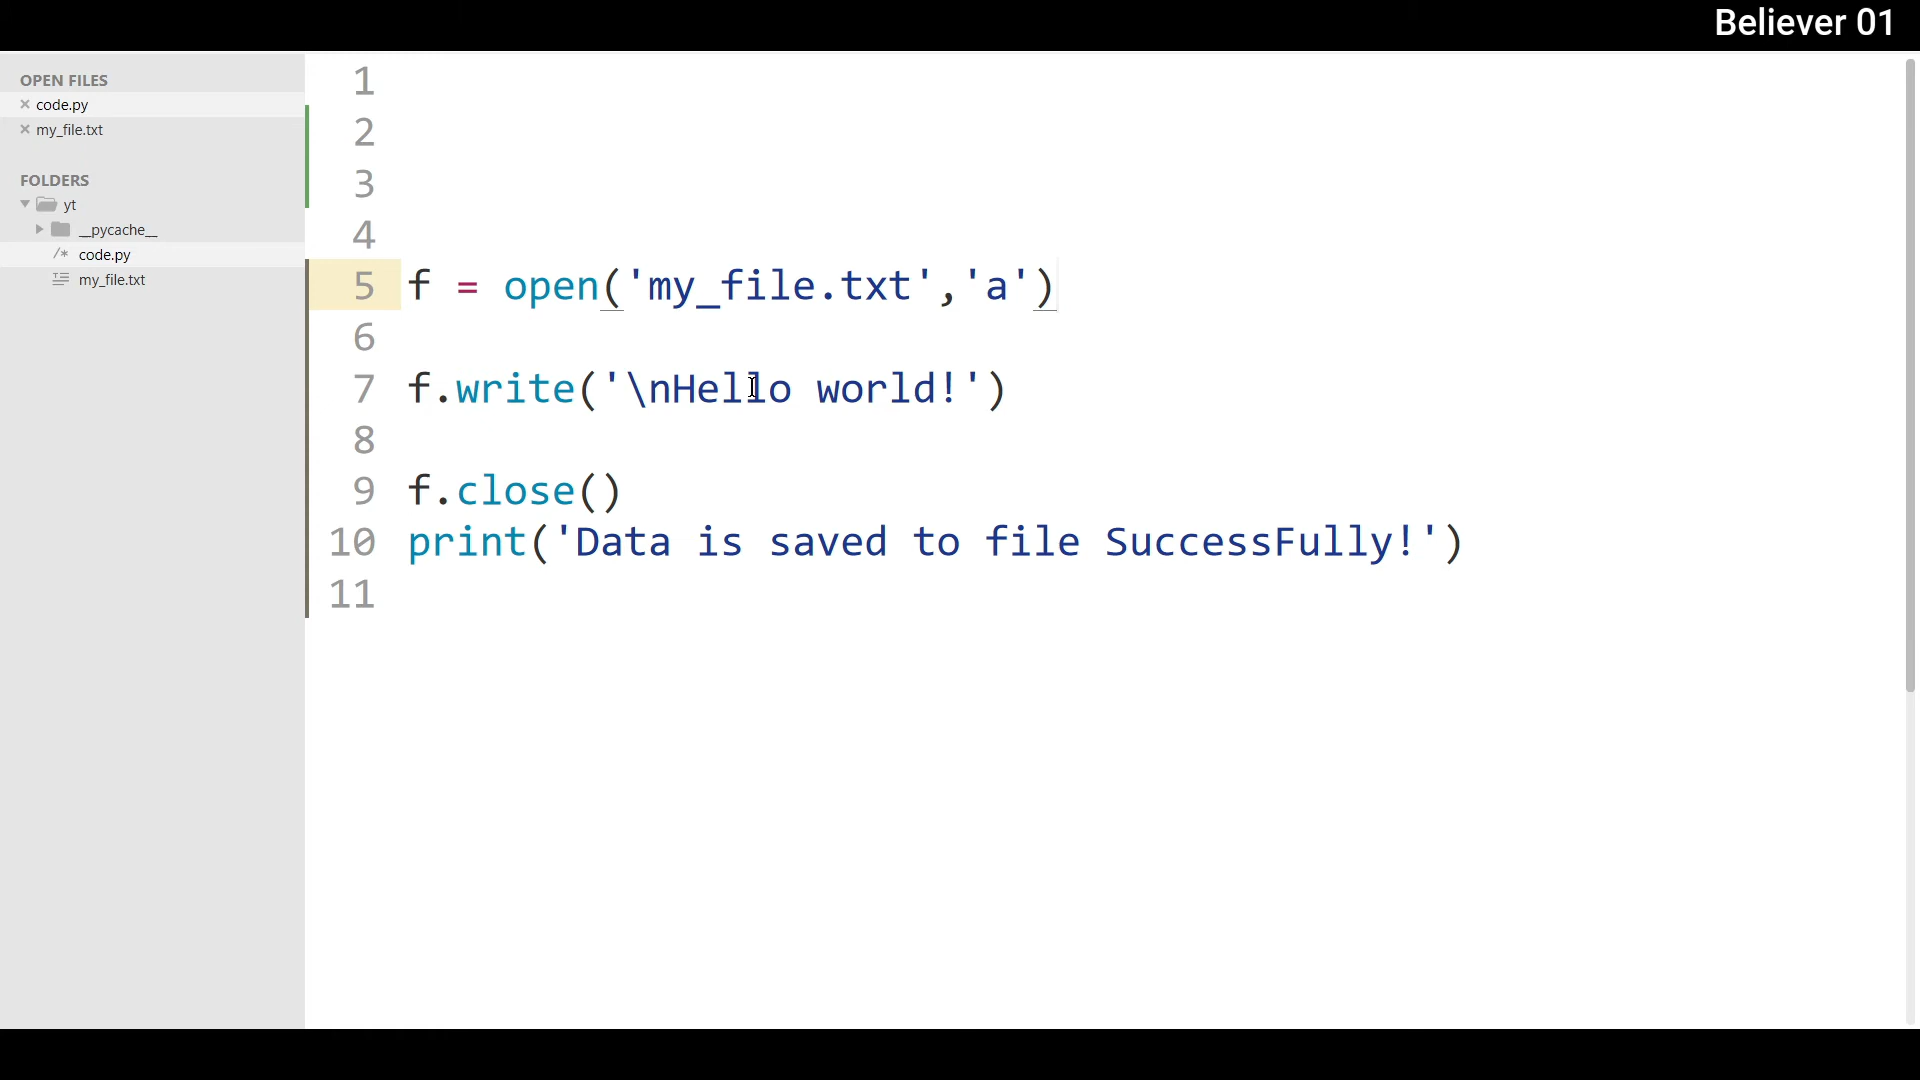 Believer 01
OPEN FILES
code.py
my_file.txt
FOLDERS
yt
__pycache__
code.py
my_file.txt
1
2
3
4
5 f = open('my_file.txt','a')
6
7 f.write('\nHello world!')
8
9 f.close()
10 print('Data is saved to file SuccessFully!')
11